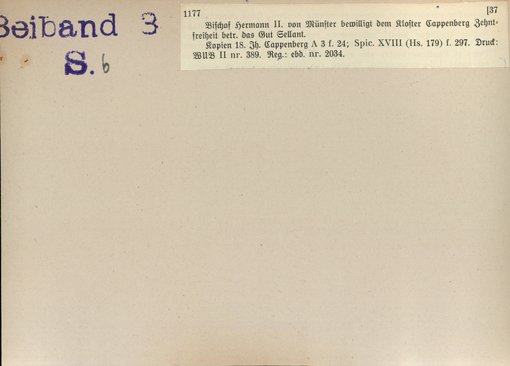 Beiband 3
S. 6
1177 [37
Bischof Hermann II. von Münster bewilligt dem Kloster Cappenberg Zehnt-
freiheit betr. das Gut Sellant.
Kopien 18. Jh. Cappenberg A 3 f. 24; Spic. XVIII (Hs. 179) f. 297. Druck:
WUB II nr. 389. Reg.: ebd. nr. 2034.